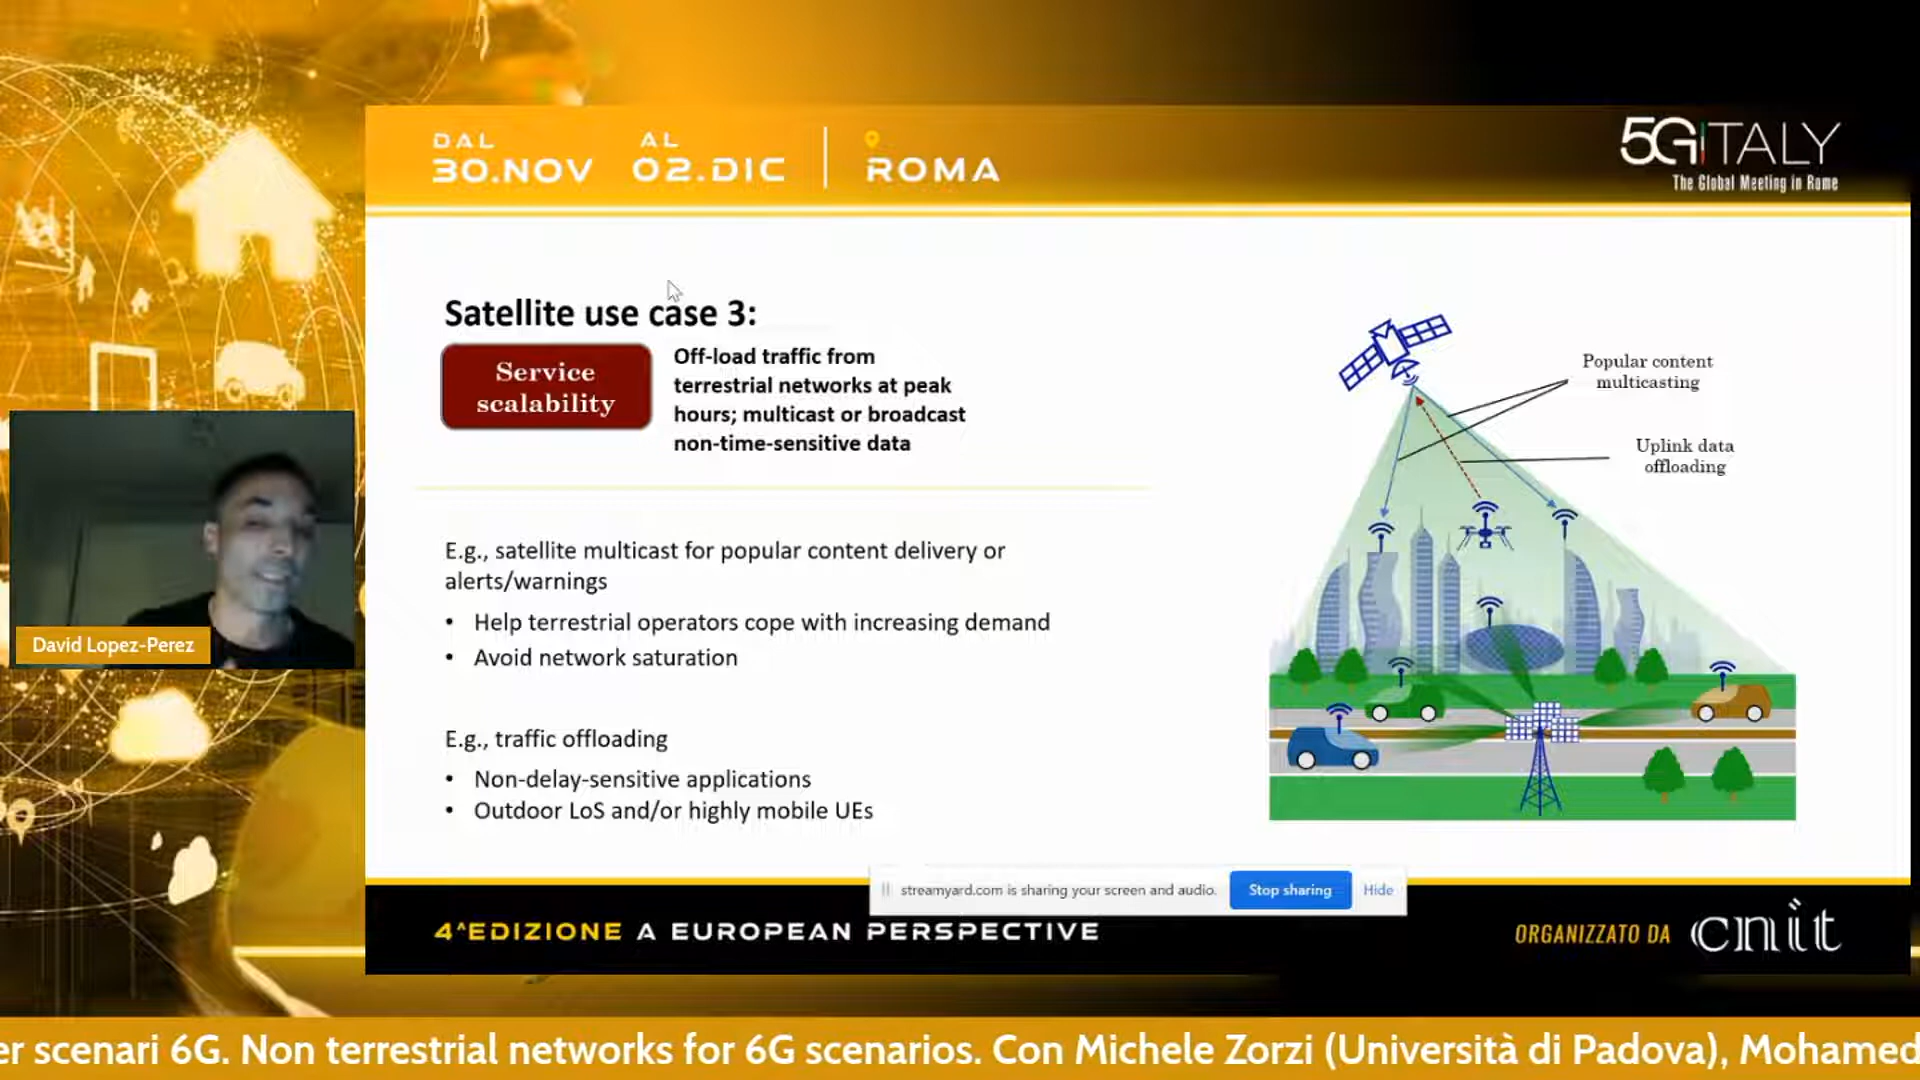 DAL
30.NOV
AL
02.DIC
ROMA
5GITALY
The Global Meeting in Rome
Satellite use case 3:
Service
scalability
Off-load traffic from
terrestrial networks at peak
hours; multicast or broadcast
non-time-sensitive data
E.g., satellite multicast for popular content delivery or
alerts/warnings
• Help terrestrial operators cope with increasing demand
• Avoid network saturation
E.g., traffic offloading
• Non-delay-sensitive applications
• Outdoor LoS and/or highly mobile UEs
Popular content
multicasting
Uplink data
offloading
David Lopez-Perez
streamyard.com is sharing your screen and audio.
Stop sharing
Hide
4^EDIZIONE A EUROPEAN PERSPECTIVE
ORGANIZZATO DA
cnit
er scenari 6G. Non terrestrial networks for 6G scenarios. Con Michele Zorzi (Università di Padova), Mohamed